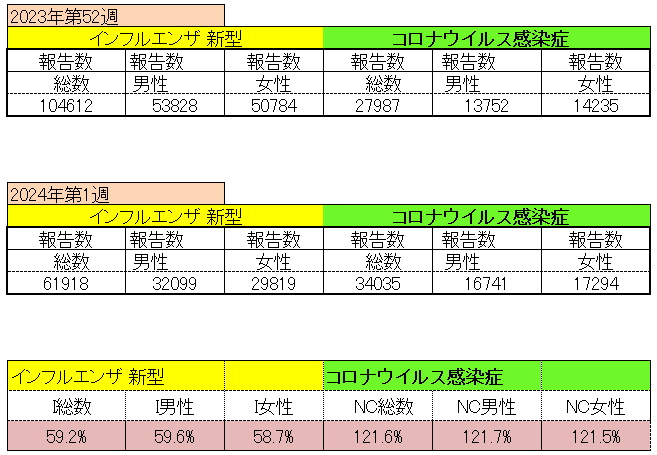 2023年第52週
インフルエンザ 新型 コロナウイルス感染症
報告数 報告数 報告数 報告数 報告数 報告数
総数 男性 女性 総数 男性 女性
104612 53828 50784 27987 13752 14235
2024年第1週
インフルエンザ 新型 コロナウイルス感染症
報告数 報告数 報告数 報告数 報告数 報告数
総数 男性 女性 総数 男性 女性
61918 32099 29819 34035 16741 17294
インフルエンザ 新型 コロナウイルス感染症
I総数 I男性 I女性 NC総数 NC男性 NC女性
59.2% 59.6% 58.7% 121.6% 121.7% 121.5%